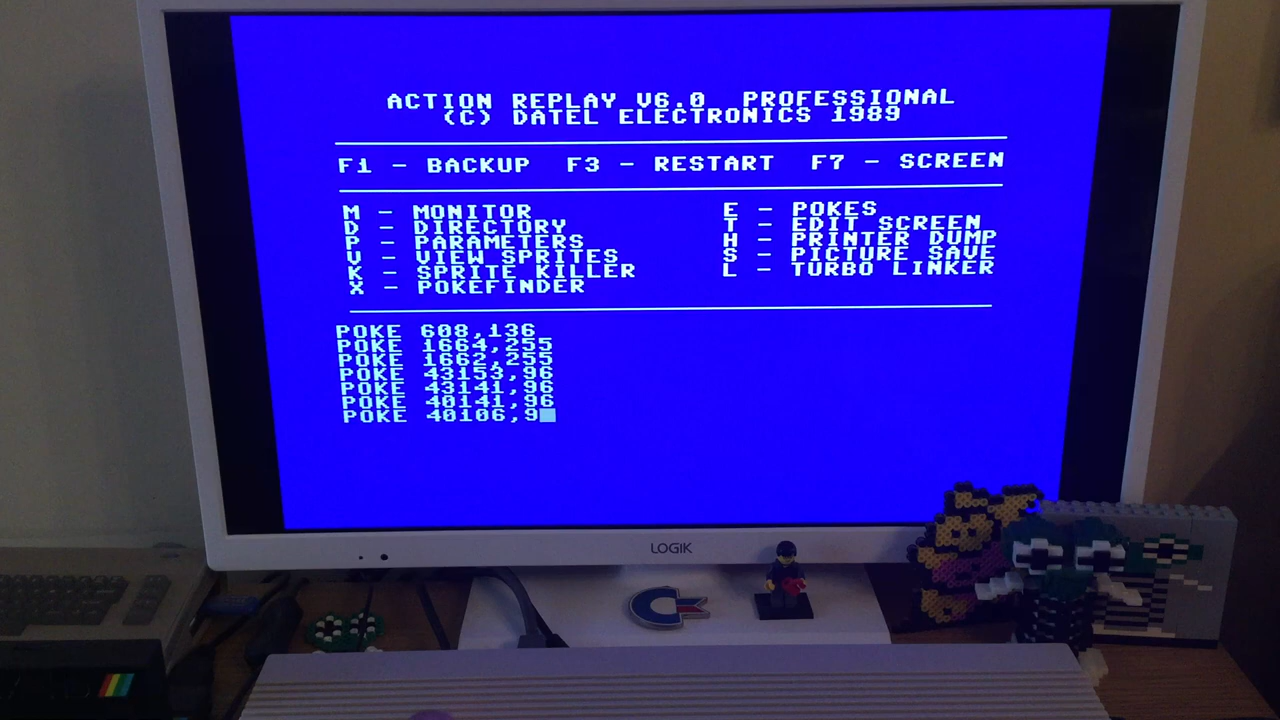 ACTION REPLAY V6.0 PROFESSIONAL
(C) DATEL ELECTRONICS 1989
F1 - BACKUP F3 - RESTART F7 - SCREEN
M - MONITOR
D - DIRECTORY
P - PARAMETERS
V - VIEW SPRITES
K - SPRITE KILLER
X - POKEFINDER
E - POKES
T - EDIT SCREEN
H - PRINTER DUMP
S - PICTURE SAVE
L - TURBO LINKER
POKE 608,136
POKE 1664,255
POKE 1662,255
POKE 43153,96
POKE 43141,96
POKE 40141,96
POKE 40106,9
LOGIK